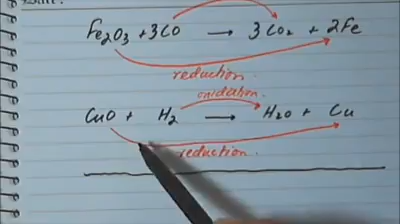 Fe₂O₃ + 3CO → 3CO₂ + 2Fe
reduction.
oxidation.
CuO + H₂ → H₂O + Cu
reduction.